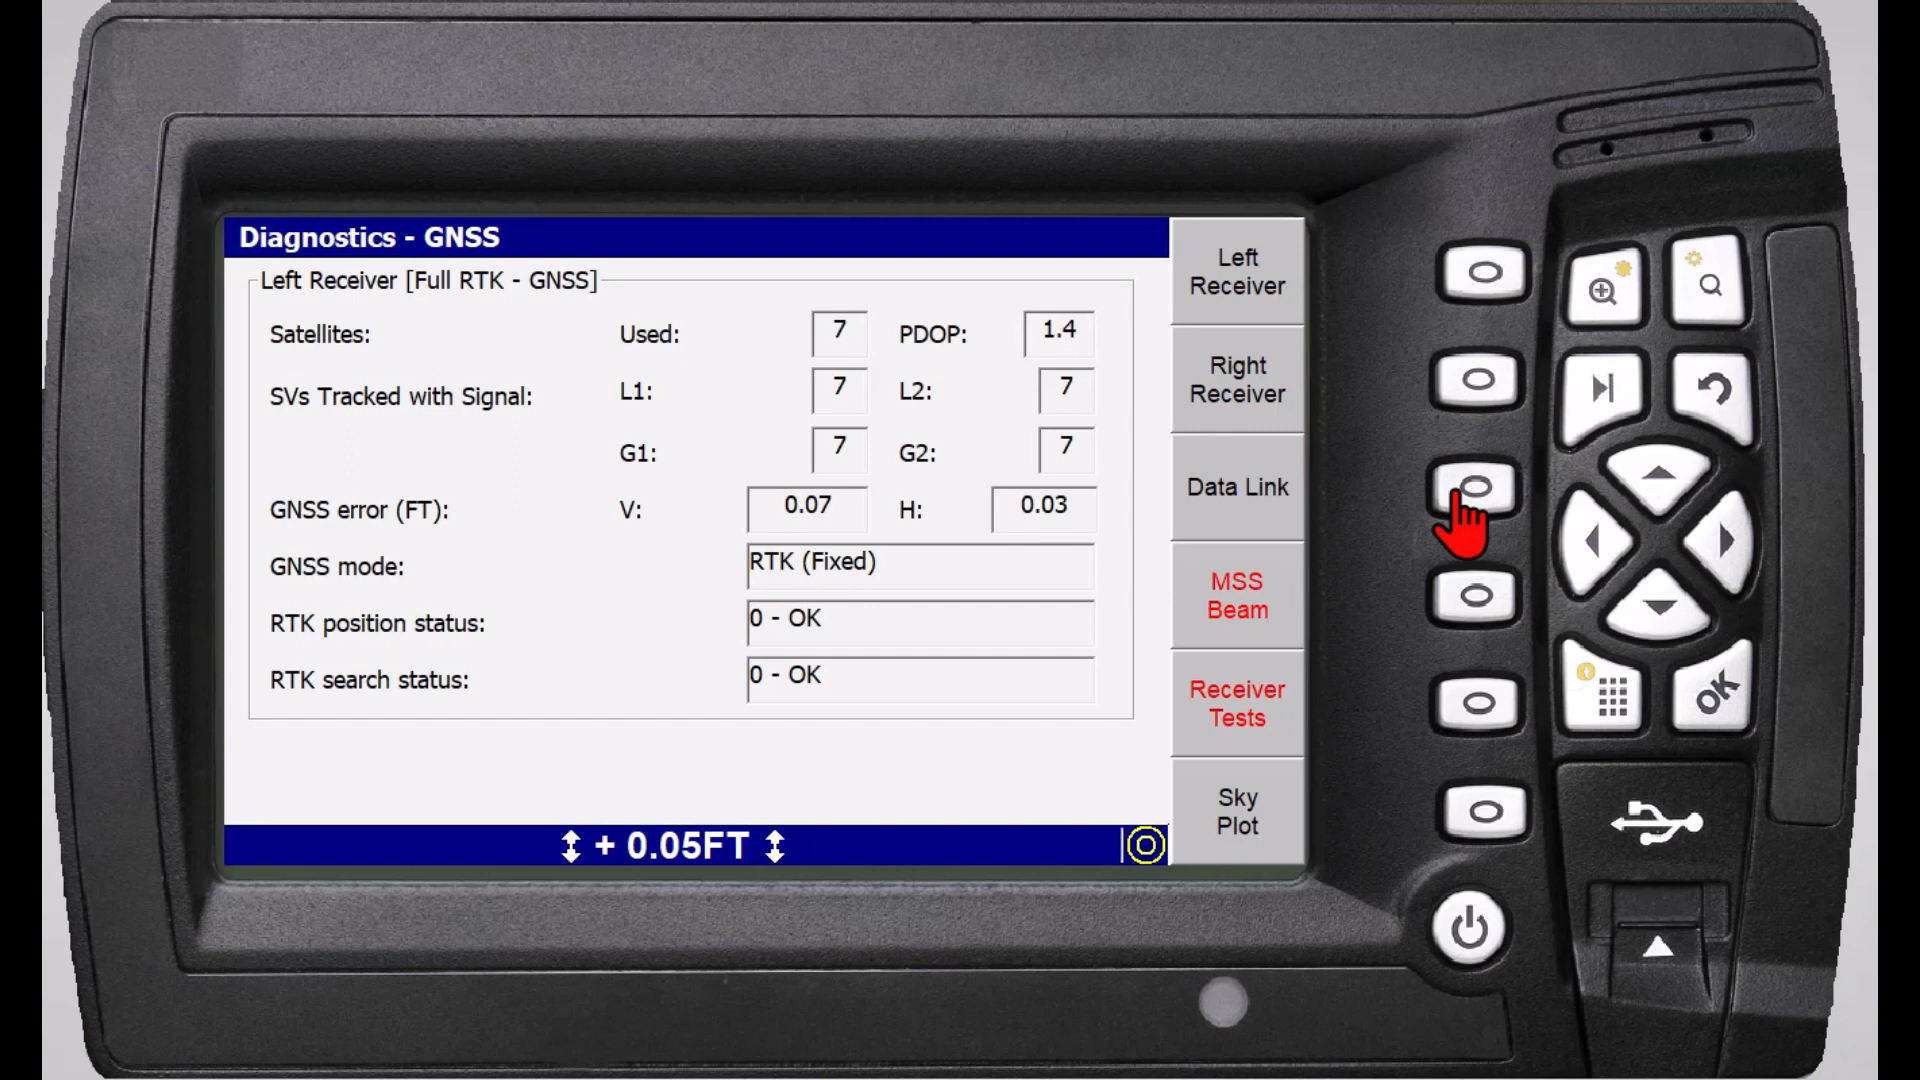 Diagnostics - GNSS
Left Receiver [Full RTK - GNSS]
Satellites: Used: 7 PDOP: 1.4
SVs Tracked with Signal: L1: 7 L2: 7
G1: 7 G2: 7
GNSS error (FT): V: 0.07 H: 0.03
GNSS mode: RTK (Fixed)
RTK position status: 0 - OK
RTK search status: 0 - OK
+ 0.05FT
Left
Receiver
Right
Receiver
Data Link
MSS
Beam
Receiver
Tests
Sky
Plot
OK